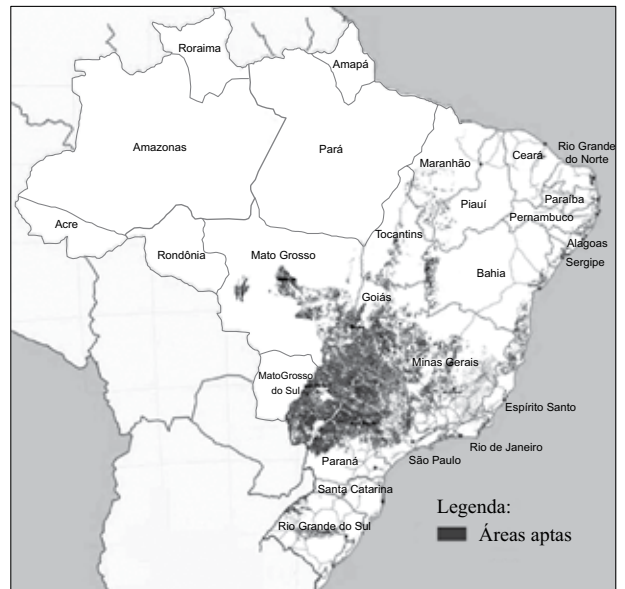 Roraima
Amapá
Amazonas
Pará
Maranhão
Ceará
Rio Grande
do Norte
Piauí
Paraíba
Pernambuco
Acre
Rondônia
Mato Grosso
Tocantins
Alagoas
Sergipe
Bahia
Goiás
MatoGrosso
do Sul
Minas Gerais
Espírito Santo
Rio de Janeiro
São Paulo
Paraná
Santa Catarina
Rio Grande do Sul
Legenda:
Áreas aptas